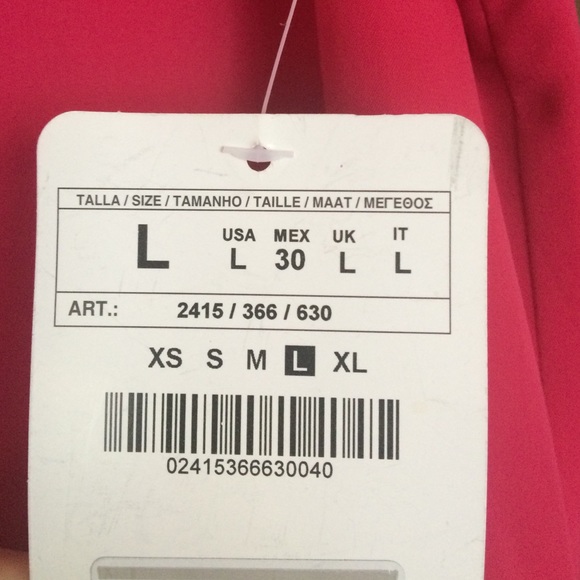 TALLA / SIZE / TAMANHO / TAILLE / MAAT / ΜΕΓΕΘΟΣ
L USA MEX UK IT
L 30 L L
ART.: 2415 / 366 / 630
XS S M L XL
02415366630040